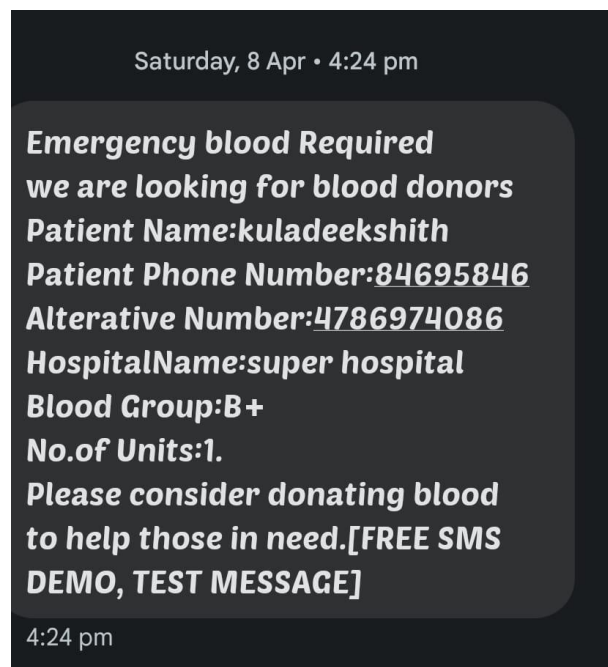 Saturday, 8 Apr • 4:24 pm
Emergency blood Required
we are looking for blood donors
Patient Name:kuladeekshith
Patient Phone Number:84695846
Alterative Number:4786974086
HospitalName:super hospital
Blood Group:B+
No.of Units:1.
Please consider donating blood
to help those in need.[FREE SMS
DEMO, TEST MESSAGE]
4:24 pm